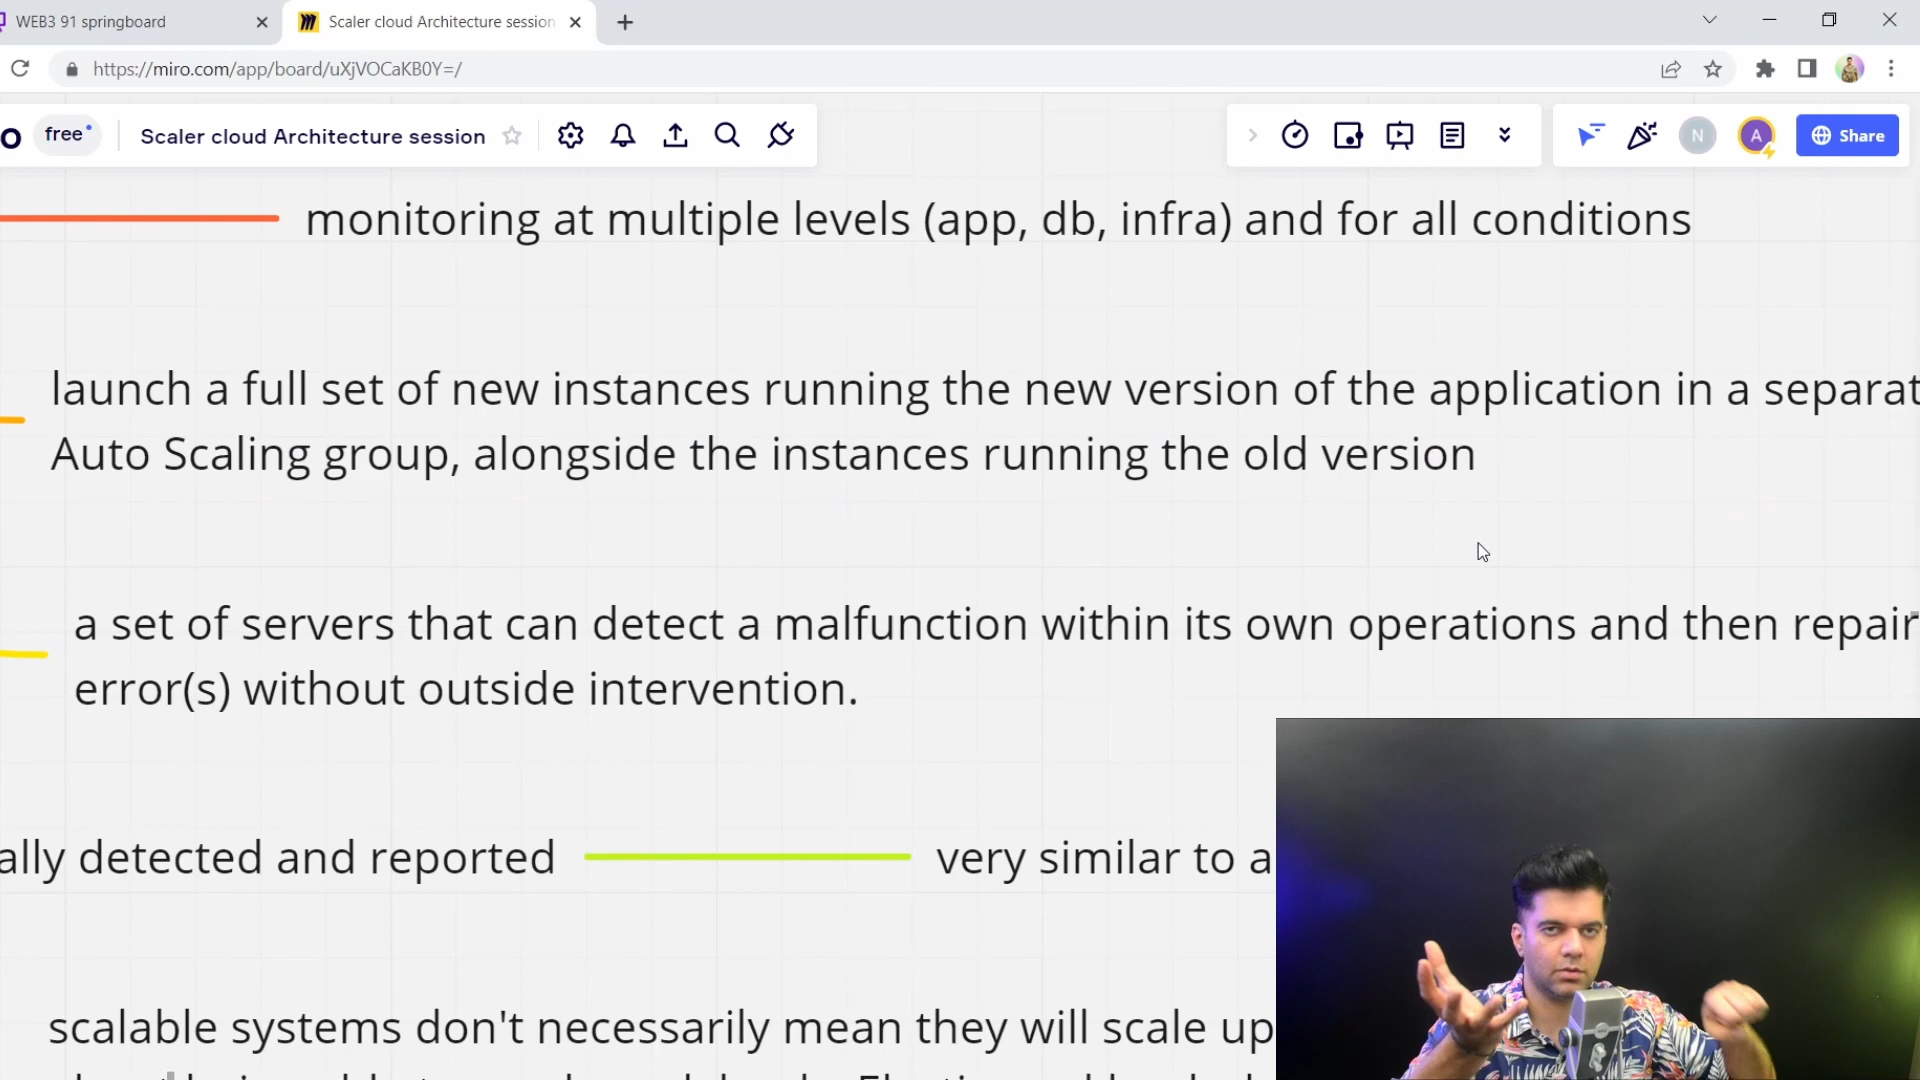 WEB3 91 springboard
Scaler cloud Architecture session
https://miro.com/app/board/uXjVOCaKB0Y=/
o free Scaler cloud Architecture session
N A Share
monitoring at multiple levels (app, db, infra) and for all conditions
launch a full set of new instances running the new version of the application in a separat
Auto Scaling group, alongside the instances running the old version
a set of servers that can detect a malfunction within its own operations and then repair
error(s) without outside intervention.
ally detected and reported very similar to a
scalable systems don't necessarily mean they will scale up